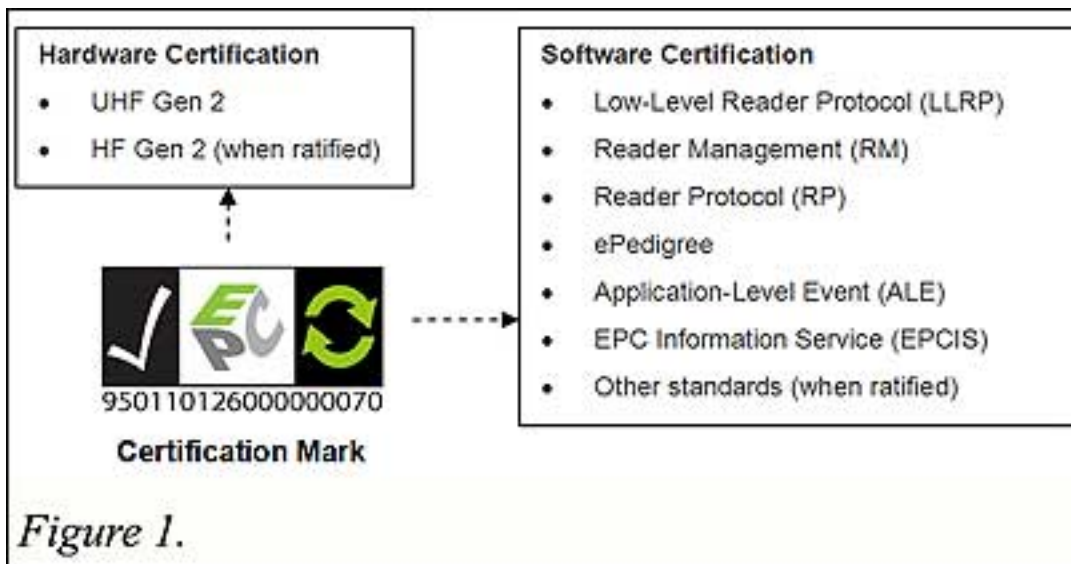 Hardware Certification
• UHF Gen 2
• HF Gen 2 (when ratified)
Software Certification
• Low-Level Reader Protocol (LLRP)
• Reader Management (RM)
• Reader Protocol (RP)
• ePedigree
• Application-Level Event (ALE)
• EPC Information Service (EPCIS)
• Other standards (when ratified)
EPC
950110126000000070
Certification Mark
Figure 1.